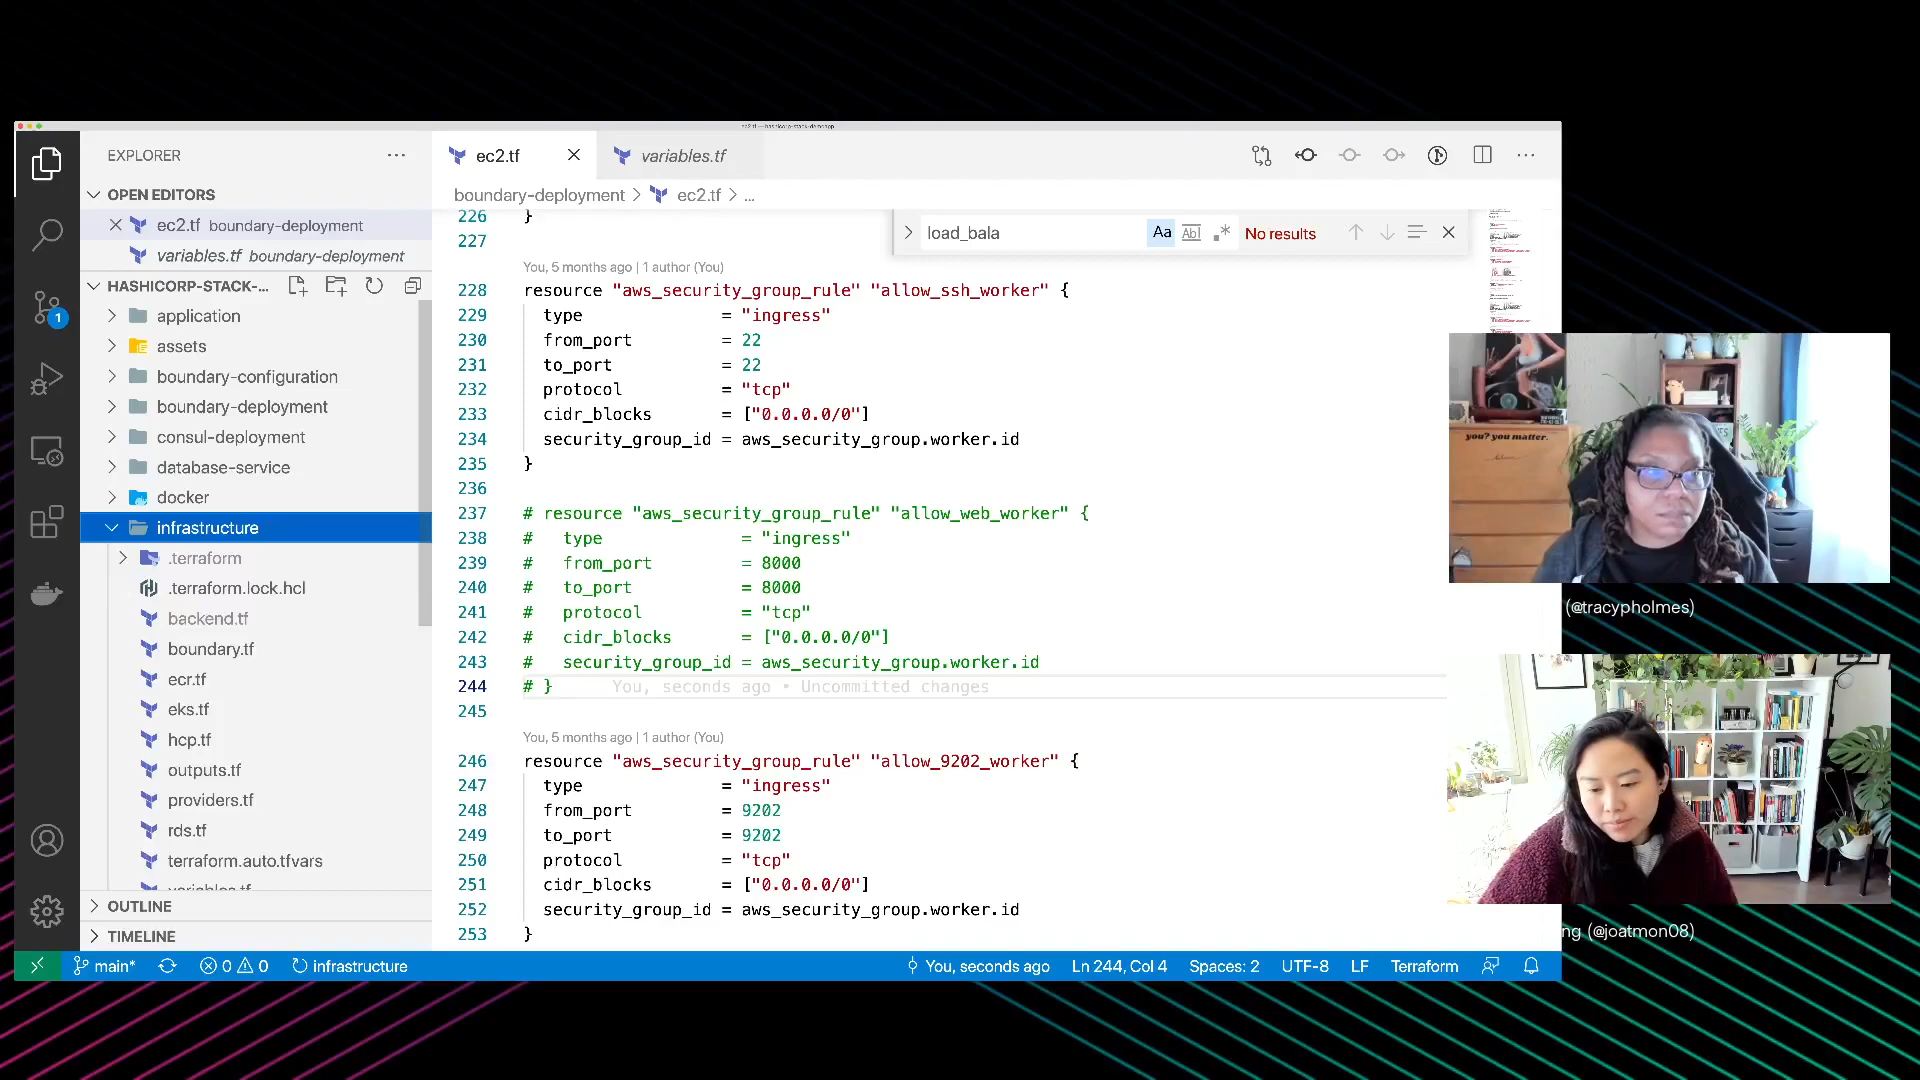 ec2.tf — hashicorp-stack-demoapp
EXPLORER
OPEN EDITORS
ec2.tf boundary-deployment
variables.tf boundary-deployment
HASHICORP-STACK-...
application
assets
boundary-configuration
boundary-deployment
consul-deployment
database-service
docker
infrastructure
.terraform
.terraform.lock.hcl
backend.tf
boundary.tf
ecr.tf
eks.tf
hcp.tf
outputs.tf
providers.tf
rds.tf
terraform.auto.tfvars
variables.tf
OUTLINE
TIMELINE
1
ec2.tf
variables.tf
boundary-deployment > ec2.tf > ...
load_bala
Aa
Abl
.*
No results
226 }
227
You, 5 months ago | 1 author (You)
228 resource "aws_security_group_rule" "allow_ssh_worker" {
229 type = "ingress"
230 from_port = 22
231 to_port = 22
232 protocol = "tcp"
233 cidr_blocks = ["0.0.0.0/0"]
234 security_group_id = aws_security_group.worker.id
235 }
236
237 # resource "aws_security_group_rule" "allow_web_worker" {
238 # type = "ingress"
239 # from_port = 8000
240 # to_port = 8000
241 # protocol = "tcp"
242 # cidr_blocks = ["0.0.0.0/0"]
243 # security_group_id = aws_security_group.worker.id
244 # } You, seconds ago • Uncommitted changes
245
You, 5 months ago | 1 author (You)
246 resource "aws_security_group_rule" "allow_9202_worker" {
247 type = "ingress"
248 from_port = 9202
249 to_port = 9202
250 protocol = "tcp"
251 cidr_blocks = ["0.0.0.0/0"]
252 security_group_id = aws_security_group.worker.id
253 }
main*
0
0
infrastructure
You, seconds ago
Ln 244, Col 4
Spaces: 2
UTF-8
LF
Terraform
you? you matter.
(@tracypholmes)
ng (@joatmon08)